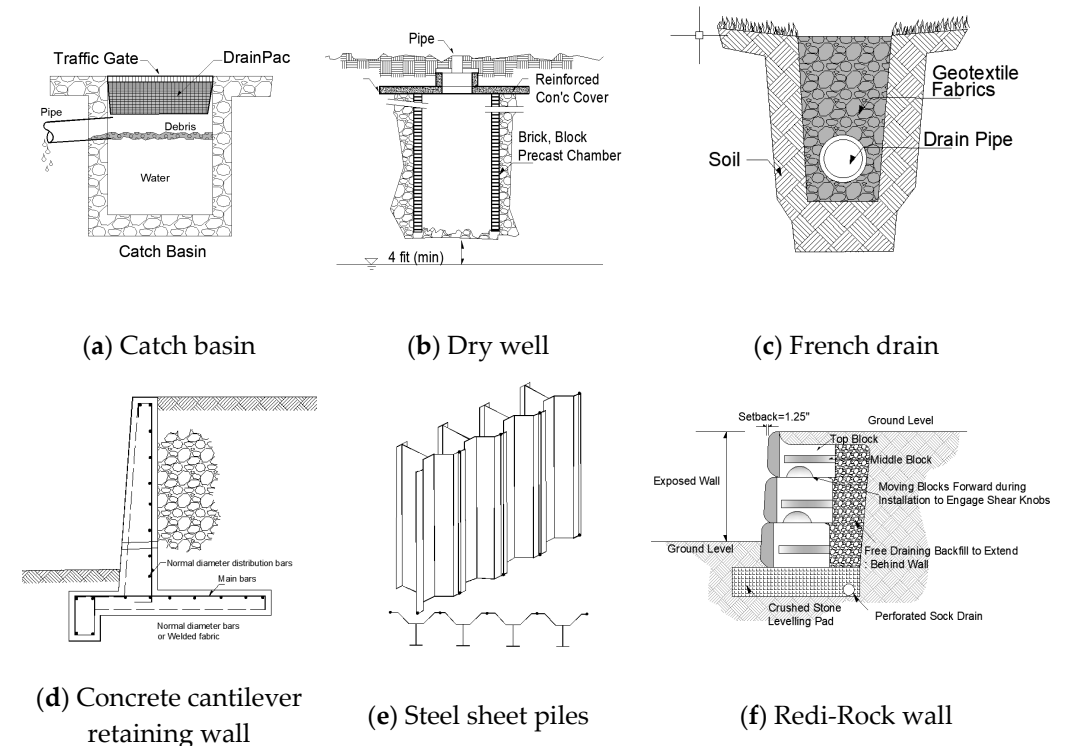 Traffic Gate
DrainPac
Pipe
Debris
Water
Catch Basin
Pipe
Reinforced
Con'c Cover
Brick, Block
Precast Chamber
4 fit (min)
Geotextile
Fabrics
Drain Pipe
Soil
(a) Catch basin
(b) Dry well
(c) French drain
Normal diameter distribution bars
Main bars
Normal diameter bars
or Welded fabric
Setback=1.25"
Ground Level
Top Block
Middle Block
Exposed Wall
Moving Blocks Forward during
Installation to Engage Shear Knobs
Ground Level
Free Draining Backfill to Extend
: Behind Wall
Crushed Stone
Levelling Pad
Perforated Sock Drain
(d) Concrete cantilever
retaining wall
(e) Steel sheet piles
(f) Redi-Rock wall